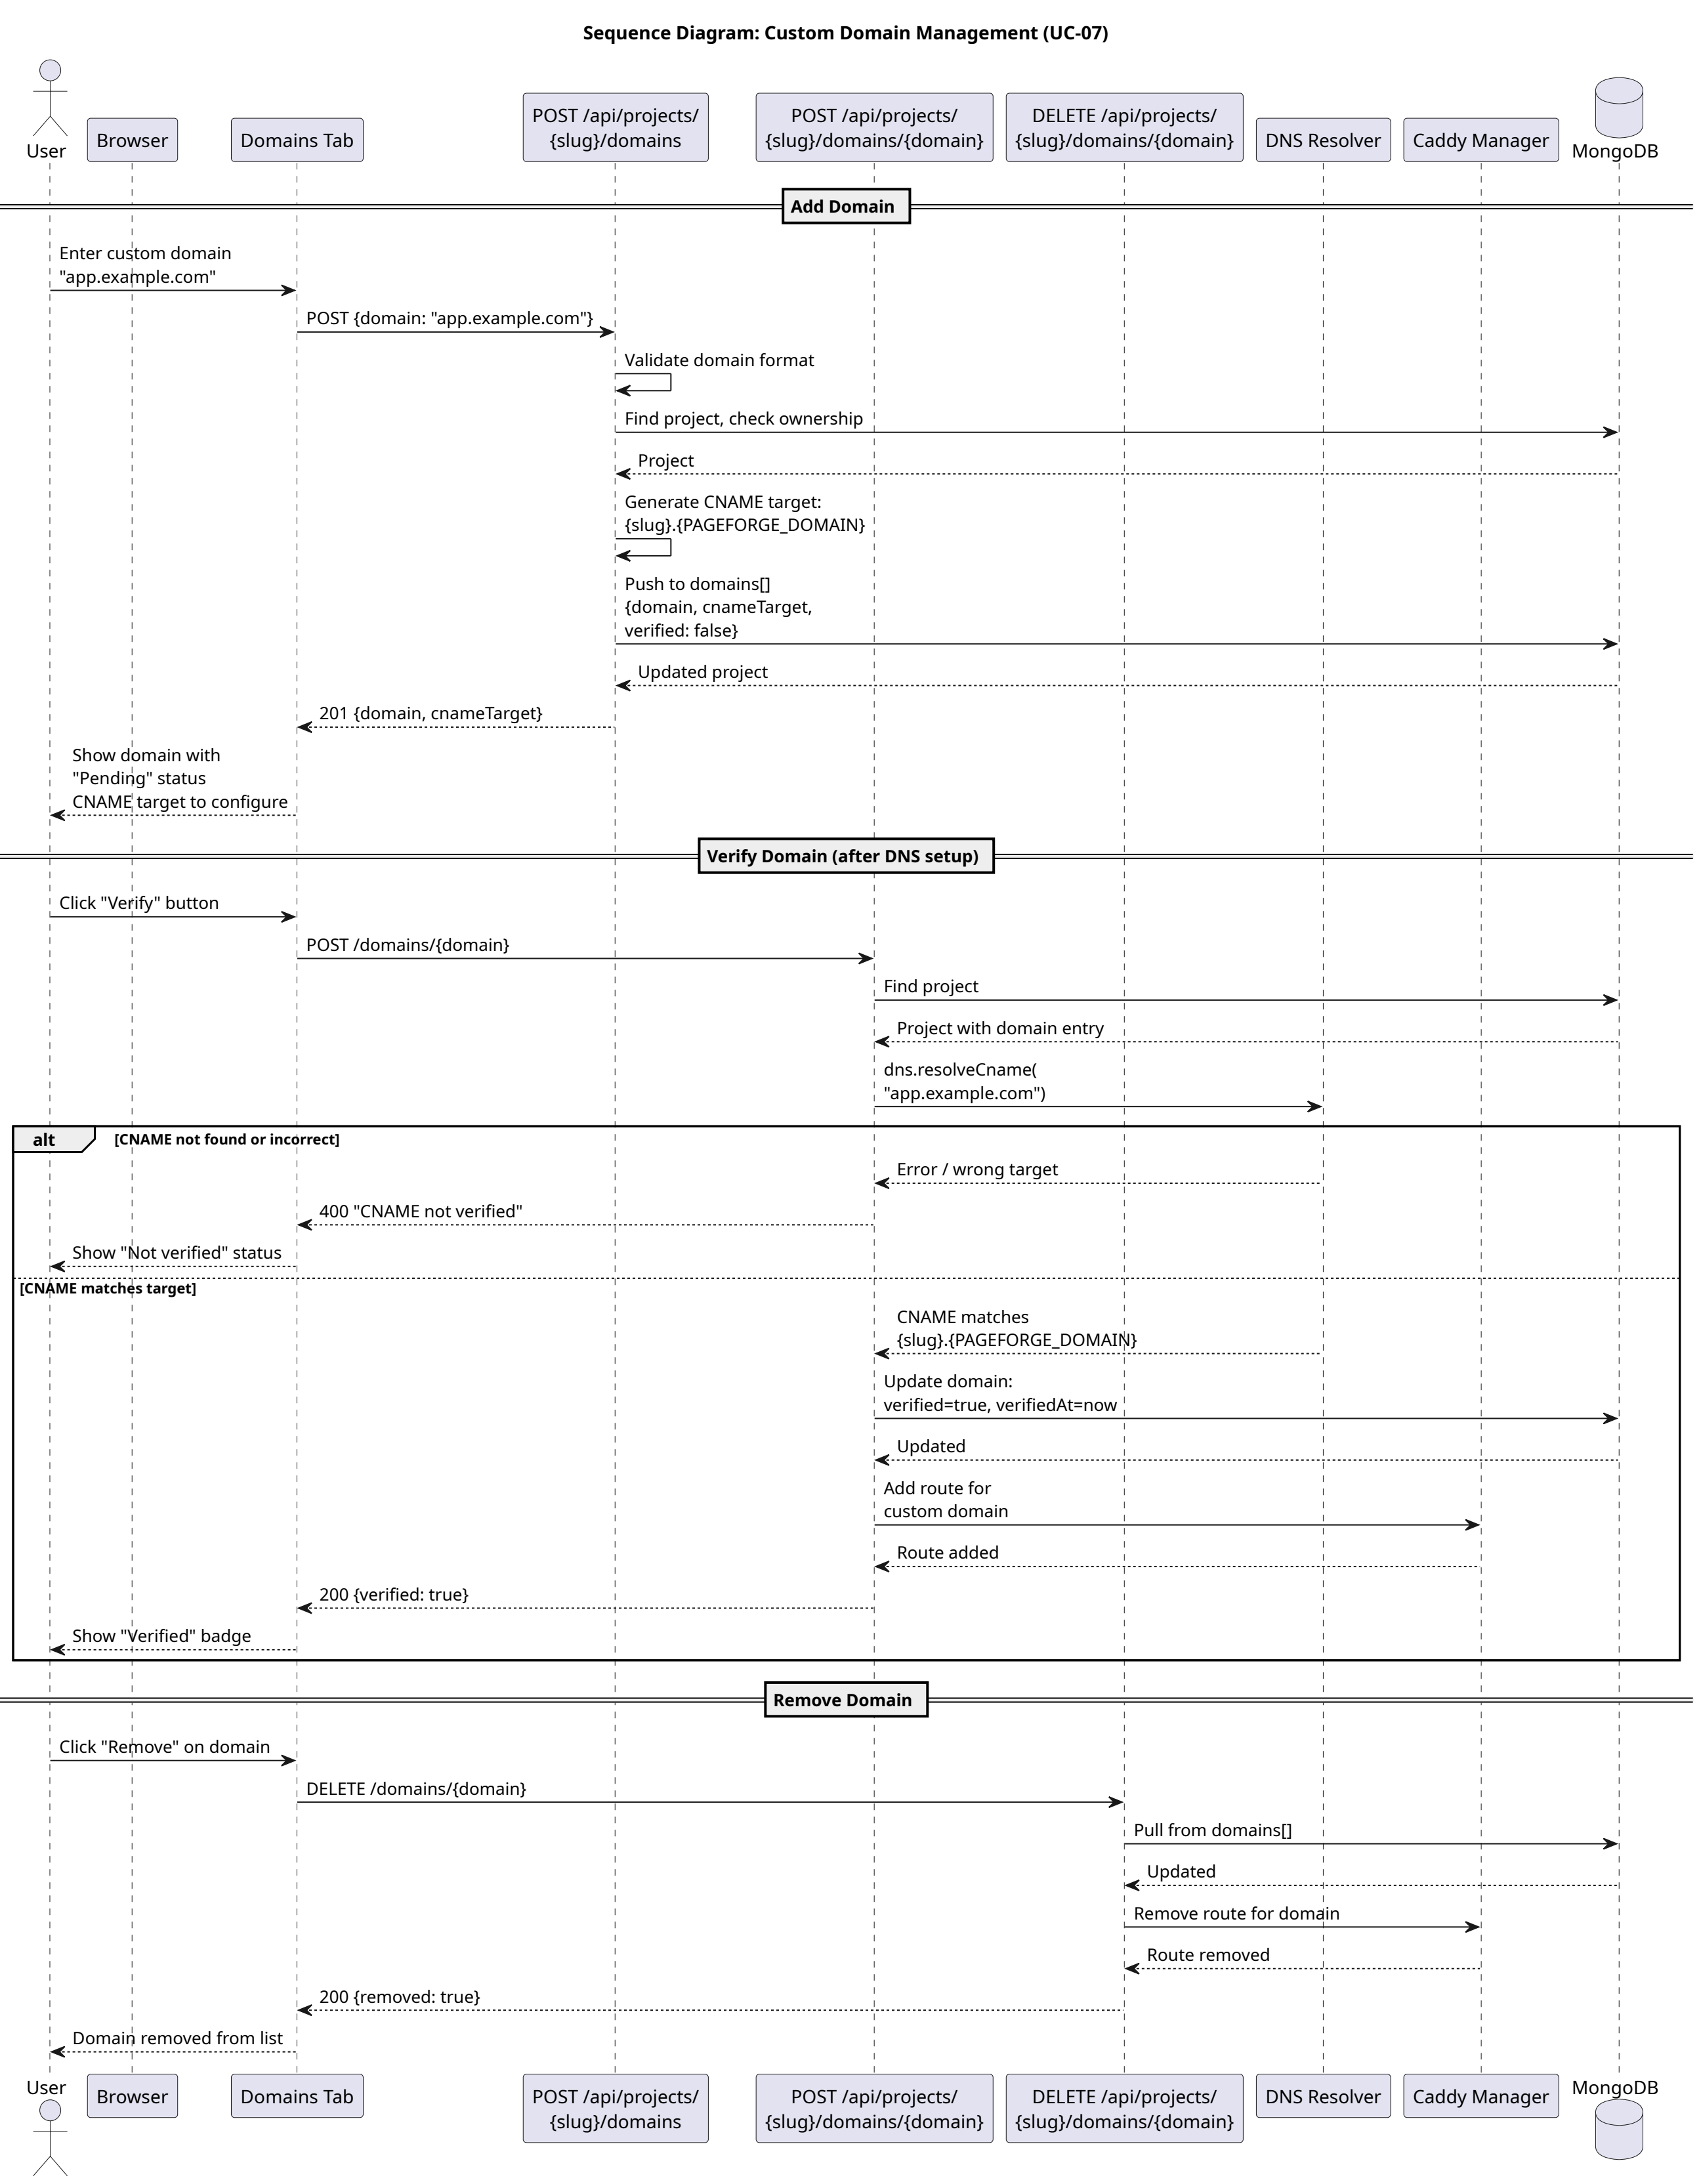 Sequence Diagram: Custom Domain Management (UC-07)
User
Browser
Domains Tab
POST /api/projects/
{slug}/domains
POST /api/projects/
{slug}/domains/{domain}
DELETE /api/projects/
{slug}/domains/{domain}
DNS Resolver
Caddy Manager
MongoDB
Add Domain
Enter custom domain
"app.example.com"
POST {domain: "app.example.com"}
Validate domain format
Find project, check ownership
Project
Generate CNAME target:
{slug}.{PAGEFORGE_DOMAIN}
Push to domains[]
{domain, cnameTarget,
verified: false}
Updated project
201 {domain, cnameTarget}
Show domain with
"Pending" status
CNAME target to configure
Verify Domain (after DNS setup)
Click "Verify" button
POST /domains/{domain}
Find project
Project with domain entry
dns.resolveCname(
"app.example.com")
alt [CNAME not found or incorrect]
Error / wrong target
400 "CNAME not verified"
Show "Not verified" status
[CNAME matches target]
CNAME matches
{slug}.{PAGEFORGE_DOMAIN}
Update domain:
verified=true, verifiedAt=now
Updated
Add route for
custom domain
Route added
200 {verified: true}
Show "Verified" badge
Remove Domain
Click "Remove" on domain
DELETE /domains/{domain}
Pull from domains[]
Updated
Remove route for domain
Route removed
200 {removed: true}
Domain removed from list
User
Browser
Domains Tab
POST /api/projects/
{slug}/domains
POST /api/projects/
{slug}/domains/{domain}
DELETE /api/projects/
{slug}/domains/{domain}
DNS Resolver
Caddy Manager
MongoDB